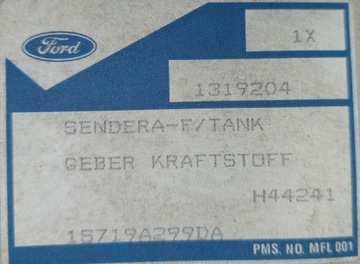 Ford
1X
1319204
SENDERA-F/TANK
GEBER KRAFTSTOFF
H44241
1S719A299DA
PMS. NO. MFL 001